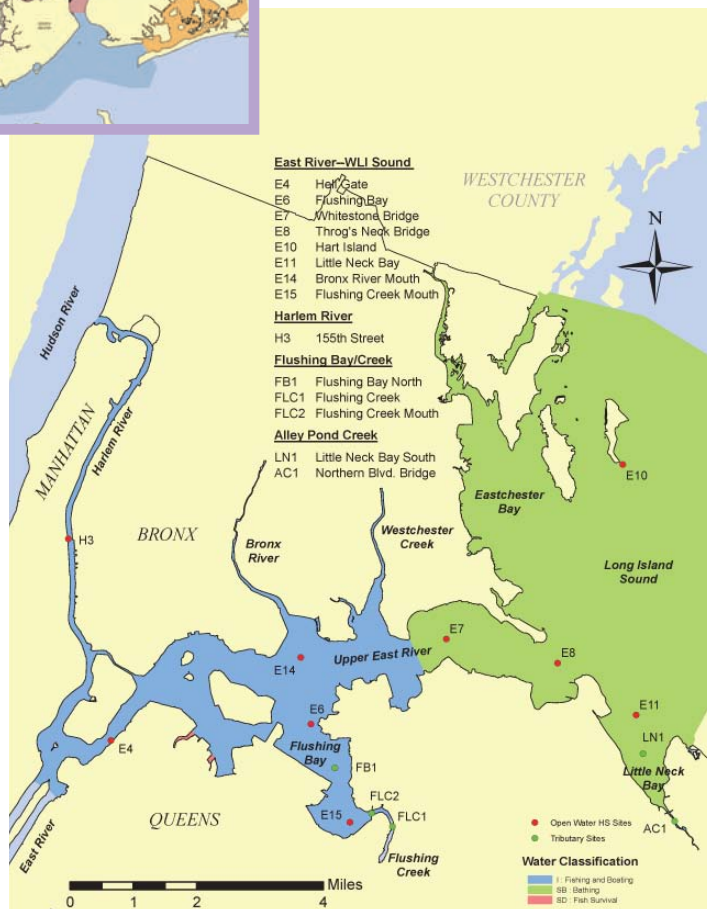 East River--WLI Sound
E4 Hell Gate
E6 Flushing Bay
E7 Whitestone Bridge
E8 Throg's Neck Bridge
E10 Hart Island
E11 Little Neck Bay
E14 Bronx River Mouth
E15 Flushing Creek Mouth
Harlem River
H3 155th Street
Flushing Bay/Creek
FB1 Flushing Bay North
FLC1 Flushing Creek
FLC2 Flushing Creek Mouth
Alley Pond Creek
LN1 Little Neck Bay South
AC1 Northern Blvd. Bridge
WESTCHESTER
COUNTY
N
Hudson River
MANHATTAN
Harlem River
H3
BRONX
Bronx
River
Westchester
Creek
Eastchester
Bay
E10
Long Island
Sound
E7
E14
Upper East River
E8
E6
E4
Flushing
Bay
FB1
E11
LN1
Little Neck
Bay
FLC2
FLC1
E15
AC1
QUEENS
East River
Flushing
Creek
Open Water HS Sites
Tributary Sites
Water Classification
I : Fishing and Boating
SB : Bathing
SD : Fish Survival
Miles
0 1 2 4